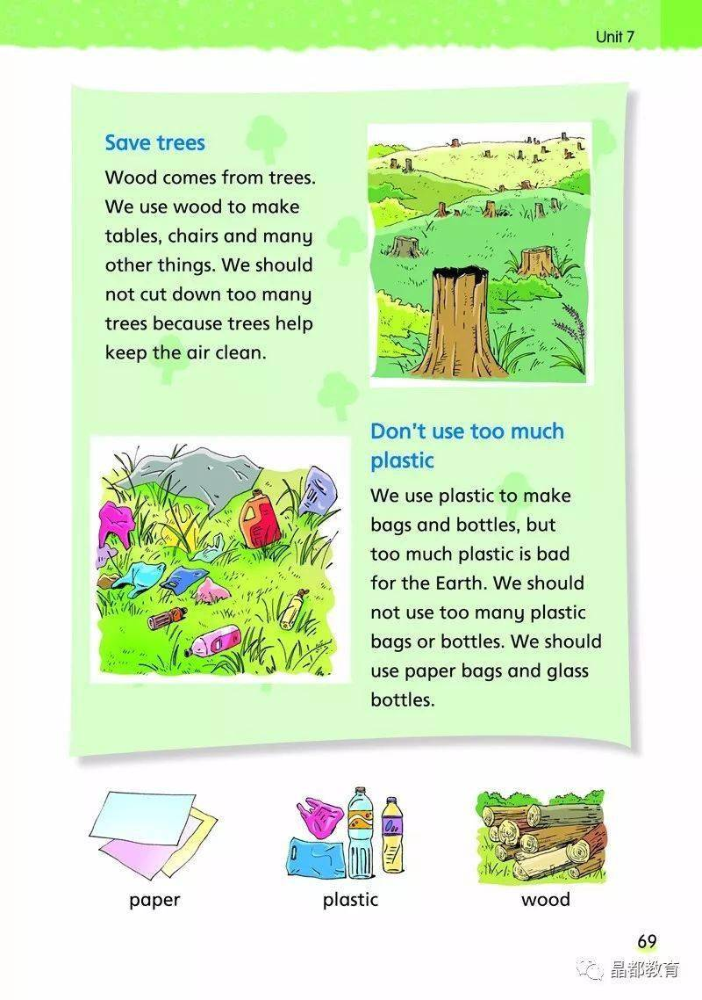 Unit 7
Save trees
Wood comes from trees.
We use wood to make
tables, chairs and many
other things. We should
not cut down too many
trees because trees help
keep the air clean.
Don't use too much
plastic
We use plastic to make
bags and bottles, but
too much plastic is bad
for the Earth. We should
not use too many plastic
bags or bottles. We should
use paper bags and glass
bottles.
paper
plastic
wood
69
晶都教育